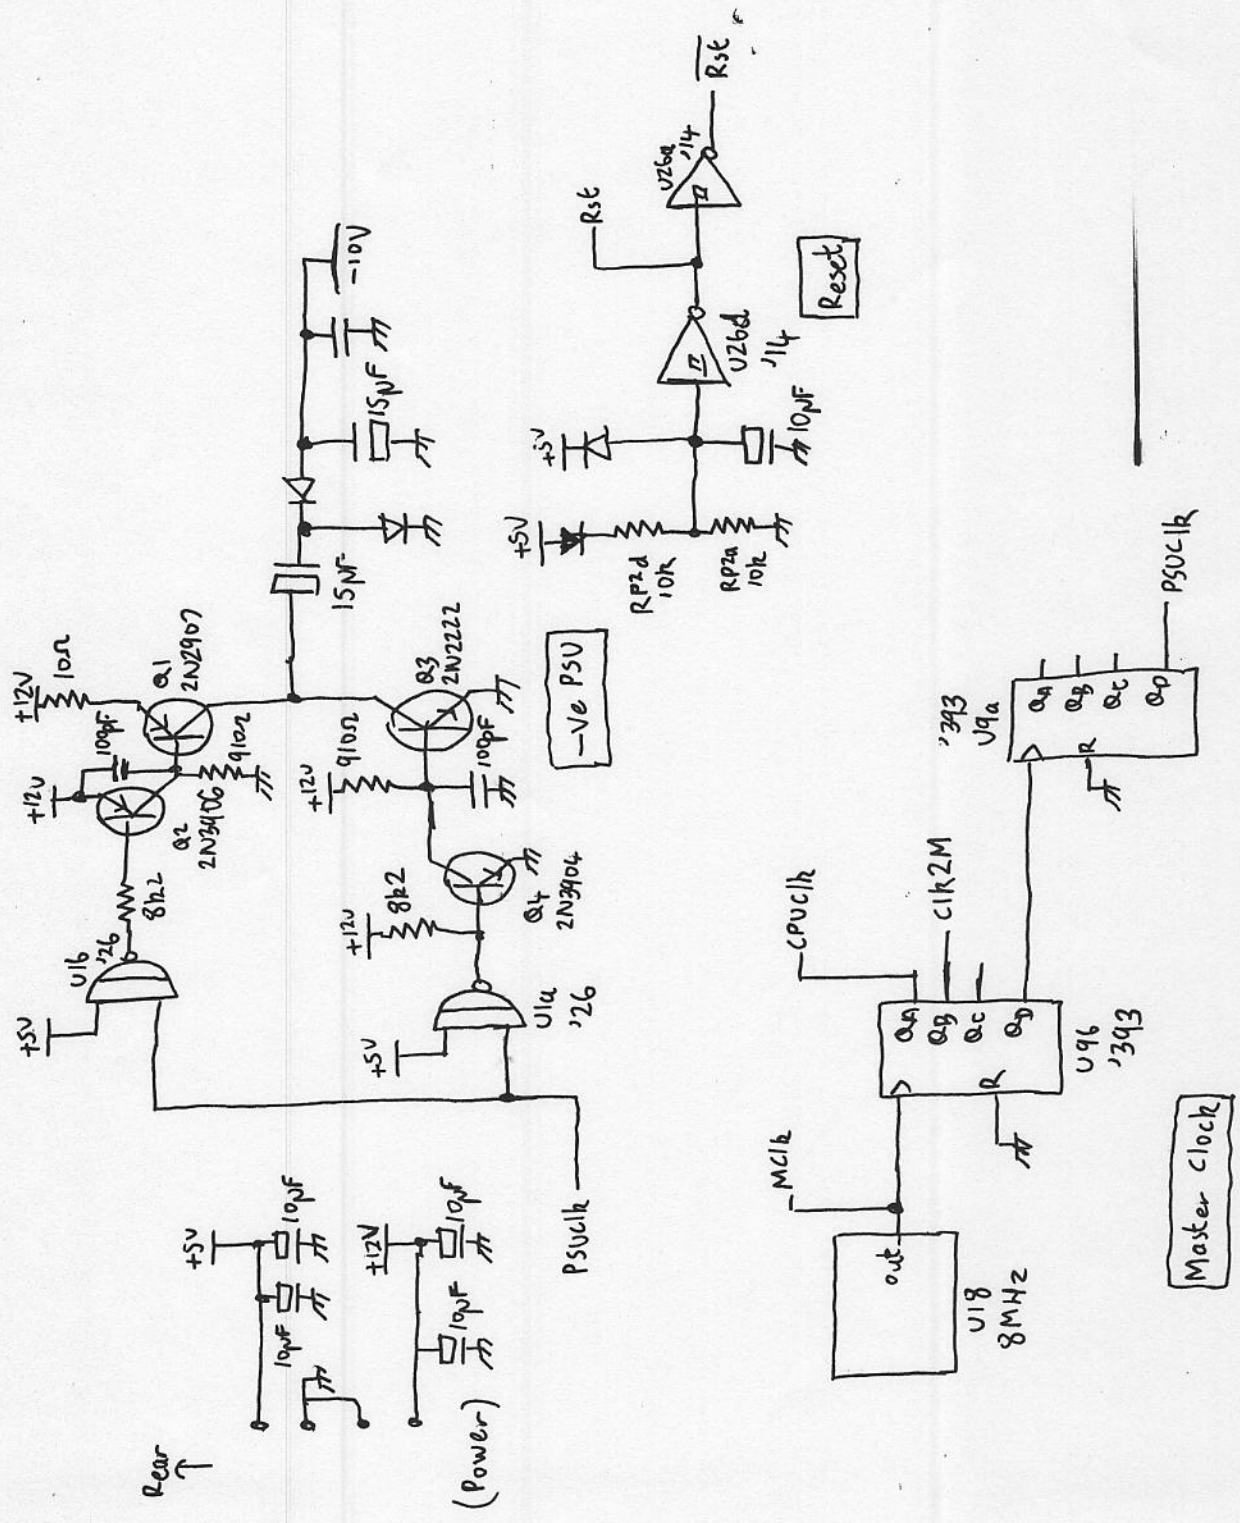 Rear
(Power)
+5V
10µF
10µF
+12V
10µF
10µF
PSUClk
+5V
U1b
'26
8k2
+12V
100pF
Q2
2N3906
910Ω
+12V
10Ω
Q1
2N2907
+5V
U1a
'26
+12V
8k2
Q4
2N3904
+12V
910Ω
100pF
Q3
2N2222
15µF
15µF
-10V
-Ve PSU
+5V
RP2d
10k
RP2a
10k
+5V
10µF
U26d
'14
Rst
U26a
'14
Rst
Reset
U18
8MHz
out
MClk
QA
QB
QC
QD
R
U9b
'393
CPUClk
Clk2M
'393
U9a
QA
QB
QC
QD
R
PSUClk
Master Clock